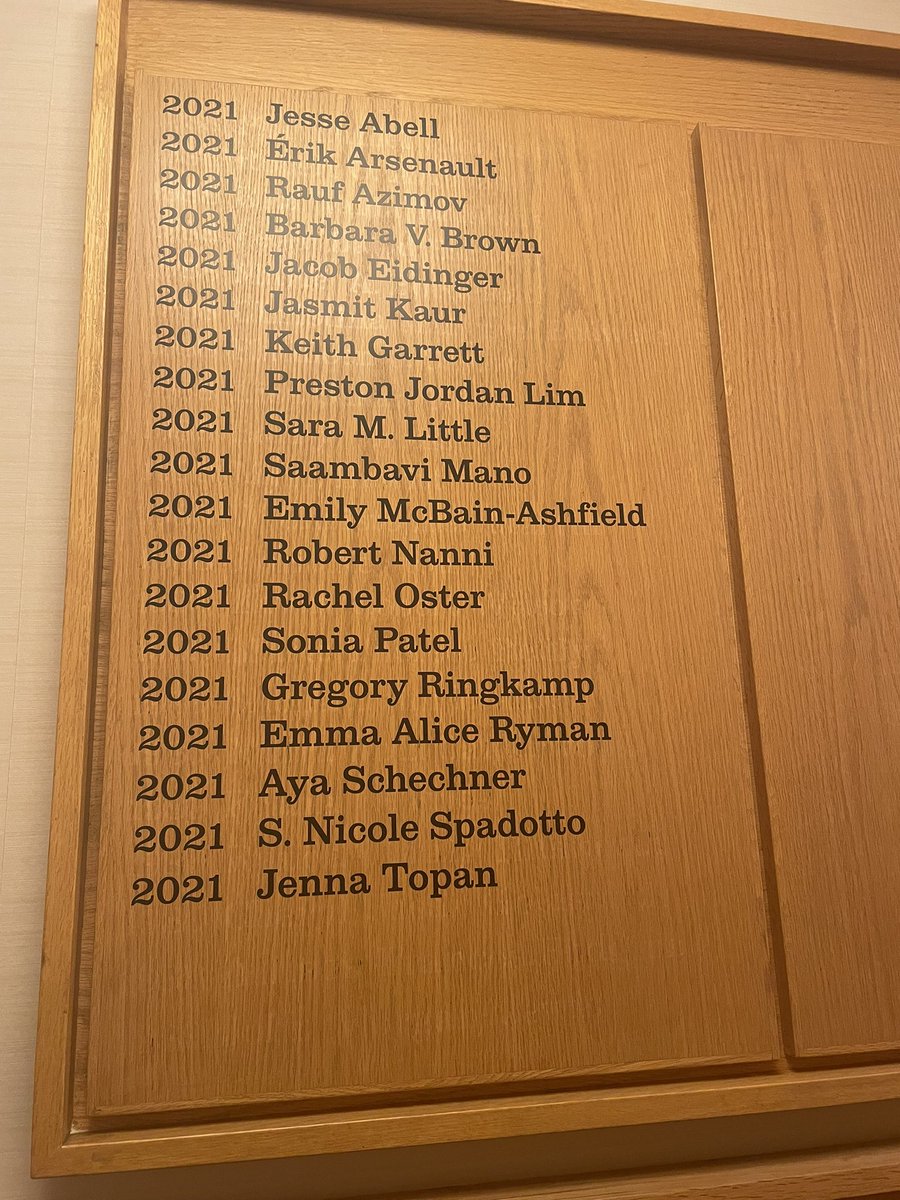 2021 Jesse Abell
2021 Érik Arsenault
2021 Rauf Azimov
2021 Barbara V. Brown
2021 Jacob Eidinger
2021 Jasmit Kaur
2021 Keith Garrett
2021 Preston Jordan Lim
2021 Sara M. Little
2021 Saambavi Mano
2021 Emily McBain-Ashfield
2021 Robert Nanni
2021 Rachel Oster
2021 Sonia Patel
2021 Gregory Ringkamp
2021 Emma Alice Ryman
2021 Aya Schechner
2021 S. Nicole Spadotto
2021 Jenna Topan